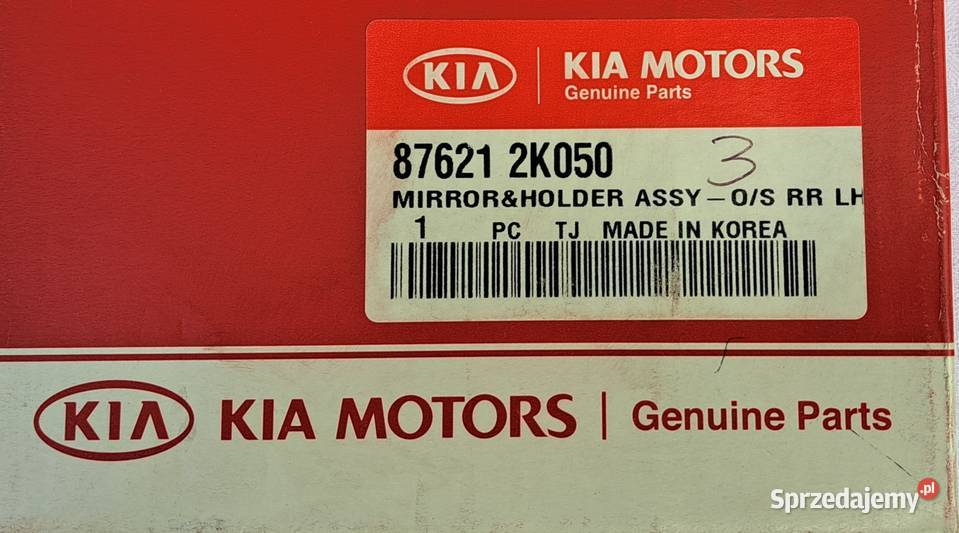 KIA KIA MOTORS
Genuine Parts
87621 2K050 3
MIRROR&HOLDER ASSY-O/S RR LH
1 PC TJ MADE IN KOREA
KIA KIA MOTORS Genuine Parts
Sprzedajemy.pl